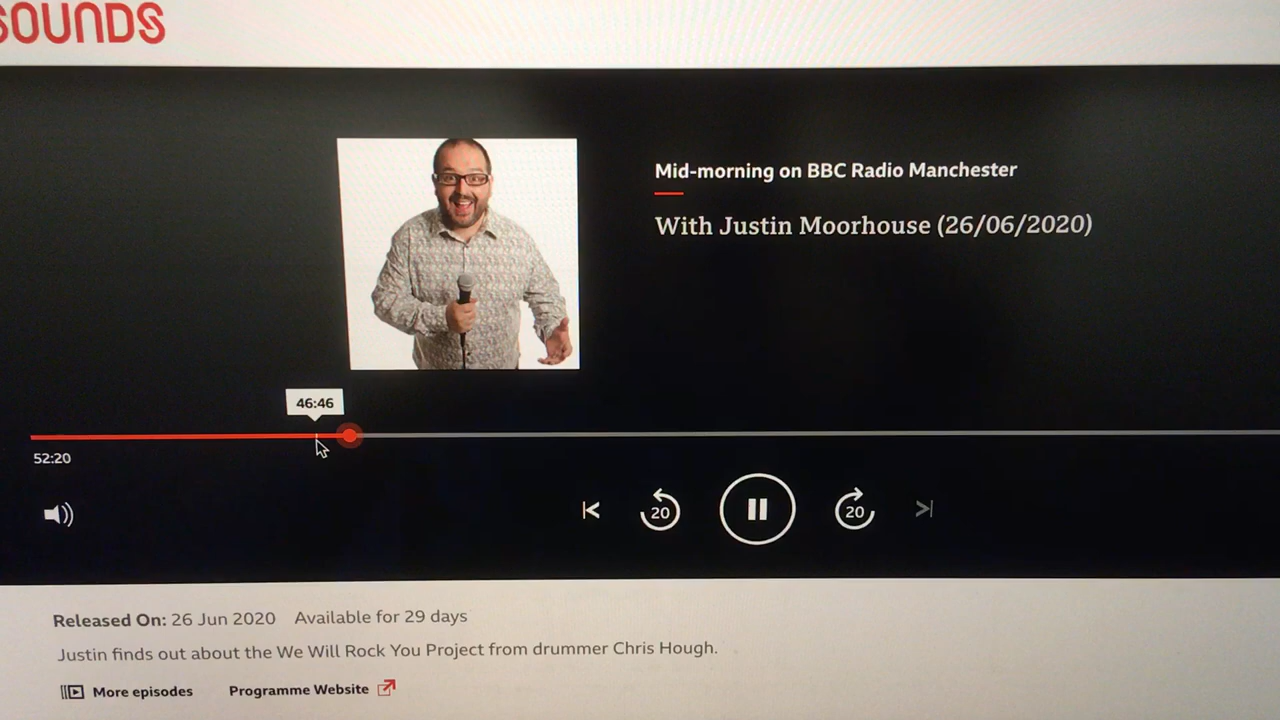 SOUNDS
Mid-morning on BBC Radio Manchester
With Justin Moorhouse (26/06/2020)
46:46
52:20
20
20
Released On: 26 Jun 2020 Available for 29 days
Justin finds out about the We Will Rock You Project from drummer Chris Hough.
More episodes Programme Website